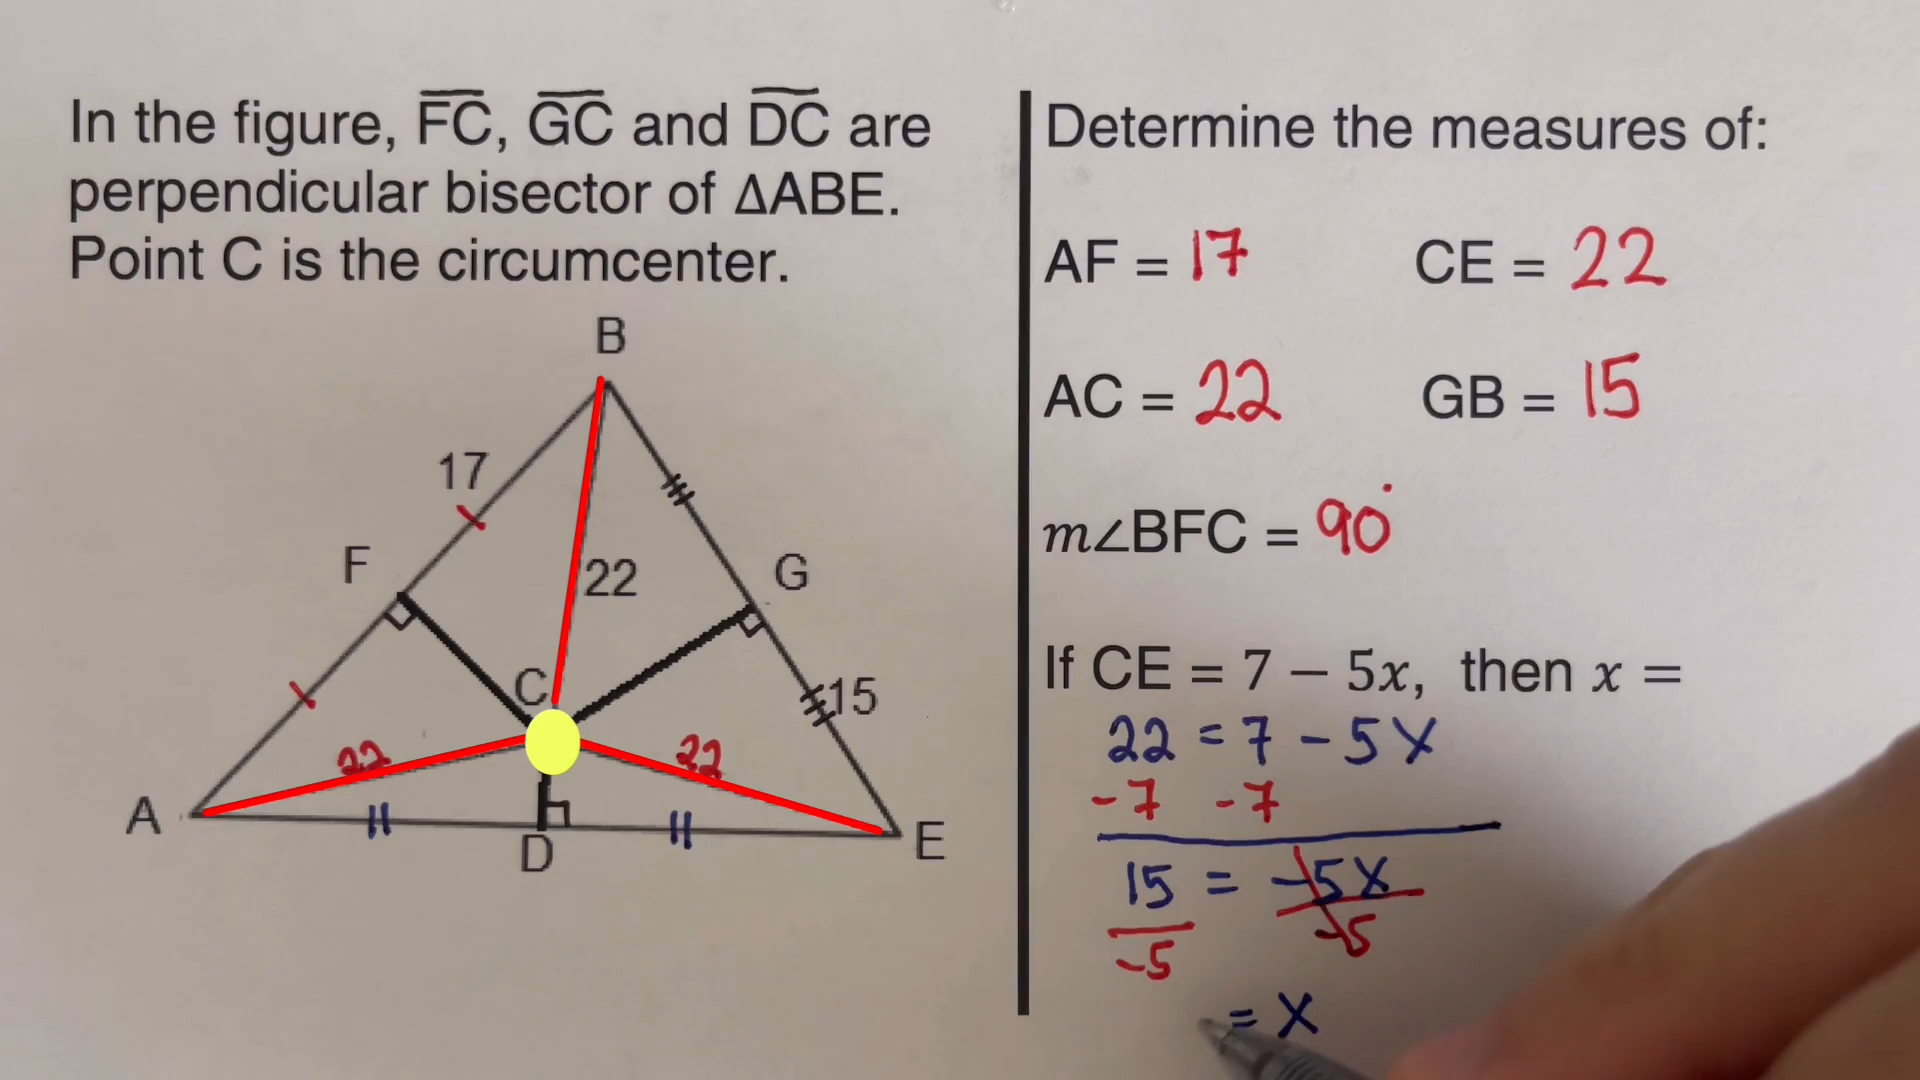 In the figure, FC, GC and DC are
perpendicular bisector of ΔABE.
Point C is the circumcenter.
B
17
F
22
G
C
15
22
22
A
D
E
Determine the measures of:
AF = 17 CE = 22
AC = 22 GB = 15
m∠BFC = 90°
If CE = 7 − 5x, then x =
22 = 7 - 5x
-7 -7
15 = -5x
-5 -5
= x